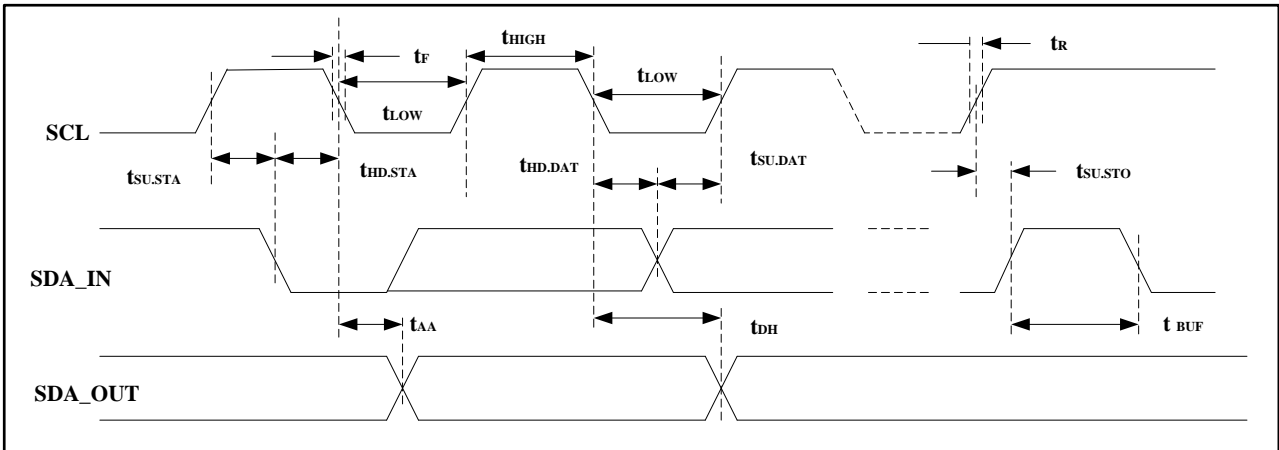 tF
tHIGH
tR
tLOW
tLOW
SCL
tSU.STA
tHD.STA
tHD.DAT
tSU.DAT
tSU.STO
SDA_IN
tAA
tDH
t BUF
SDA_OUT